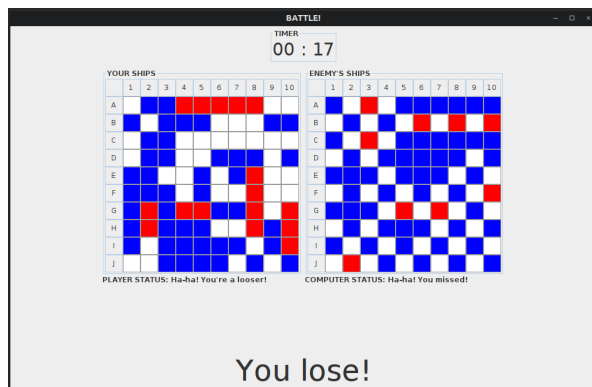 BATTLE!
TIMER
00 : 17
YOUR SHIPS
1 2 3 4 5 6 7 8 9 10
A
B
C
D
E
F
G
H
I
J
PLAYER STATUS: Ha-ha! You're a looser!
ENEMY'S SHIPS
1 2 3 4 5 6 7 8 9 10
A
B
C
D
E
F
G
H
I
J
COMPUTER STATUS: Ha-ha! You missed!
You lose!